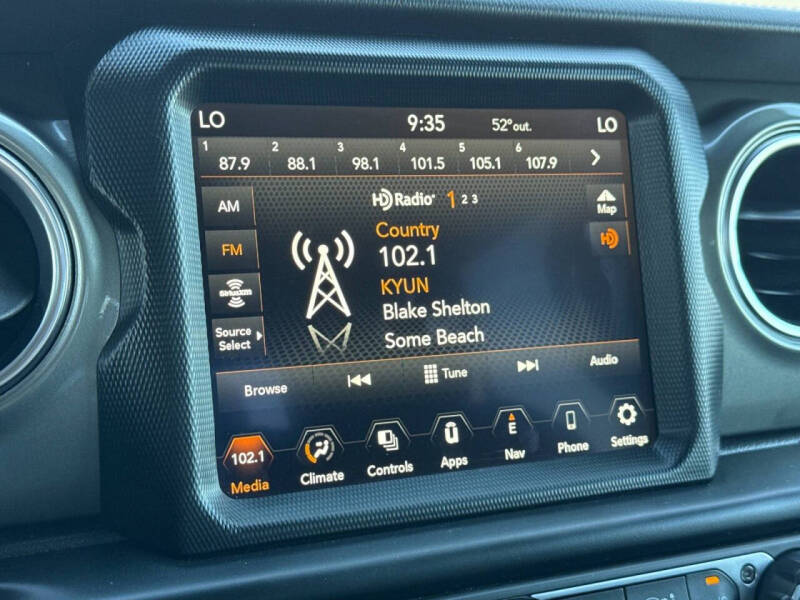 LO 9:35 52°out. LO
1 87.9 2 88.1 3 98.1 4 101.5 5 105.1 6 107.9
AM
FM
SiriusXM
Source
Select
HD Radio® 1 2 3
Country
102.1
KYUN
Blake Shelton
Some Beach
Map
HD
Browse Tune Audio
102.1
Media Climate Controls Apps Nav Phone Settings
E